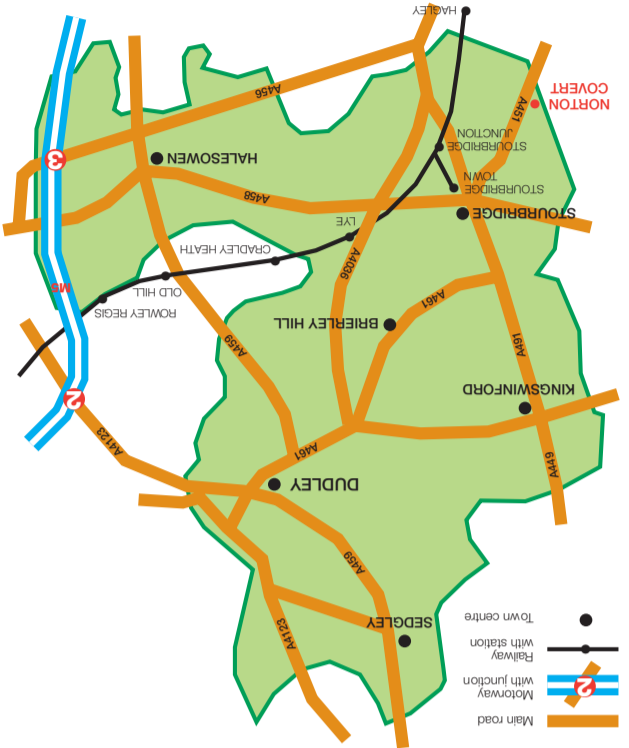 Main road
2
Motorway
with junction
Railway
with station
Town centre
SEDGLEY
A4123
A459
DUDLEY
A449
A461
A4123
KINGSWINFORD
2
A491
A459
BRIERLEY HILL
ROWLEY REGIS
A461
OLD HILL
M5
A4036
CRADLEY HEATH
LYE
STOURBRIDGE
A458
STOURBRIDGE
TOWN
HALESOWEN
3
STOURBRIDGE
JUNCTION
A451
NORTON
COVERT
A456
HAGLEY